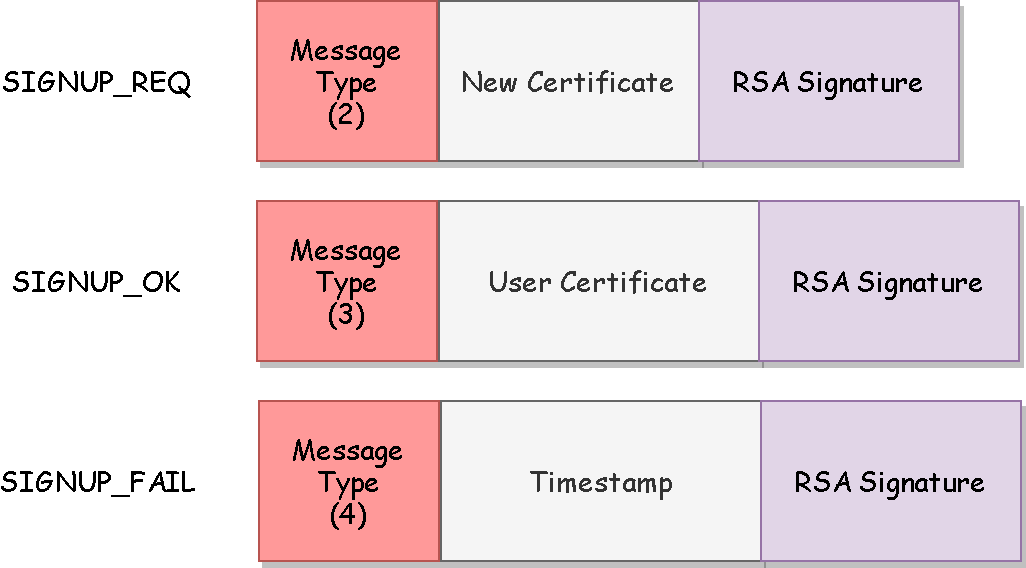 SIGNUP_REQ
Message
Type
(2)
New Certificate
RSA Signature
SIGNUP_OK
Message
Type
(3)
User Certificate
RSA Signature
SIGNUP_FAIL
Message
Type
(4)
Timestamp
RSA Signature